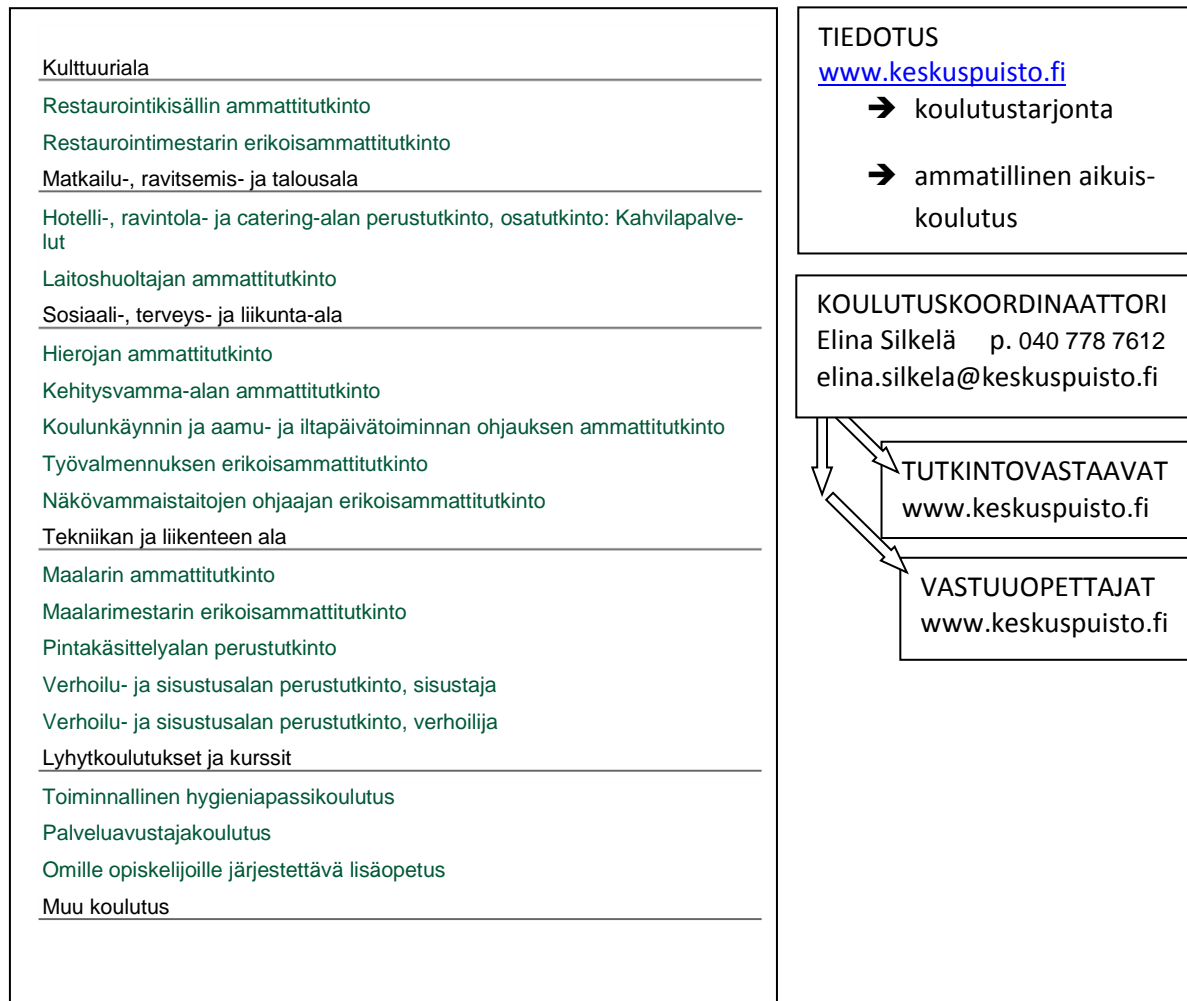 Kulttuuriala
Restaurointikisällin ammattitutkinto
Restaurointimestarin erikoisammattitutkinto
Matkailu-, ravitsemis- ja talousala
Hotelli-, ravintola- ja catering-alan perustutkinto, osatutkinto: Kahvilapalve-
lut
Laitoshuoltajan ammattitutkinto
Sosiaali-, terveys- ja liikunta-ala
Hierojan ammattitutkinto
Kehitysvamma-alan ammattitutkinto
Koulunkäynnin ja aamu- ja iltapäivätoiminnan ohjauksen ammattitutkinto
Työvalmennuksen erikoisammattitutkinto
Näkövammaistaitojen ohjaajan erikoisammattitutkinto
Tekniikan ja liikenteen ala
Maalarin ammattitutkinto
Maalarimestarin erikoisammattitutkinto
Pintakäsittelyalan perustutkinto
Verhoilu- ja sisustusalan perustutkinto, sisustaja
Verhoilu- ja sisustusalan perustutkinto, verhoilija
Lyhytkoulutukset ja kurssit
Toiminnallinen hygieniapassikoulutus
Palveluavustajakoulutus
Omille opiskelijoille järjestettävä lisäopetus
Muu koulutus
TIEDOTUS
www.keskuspuisto.fi
➔ koulutustarjonta
➔ ammatillinen aikuis-
koulutus
KOULUTUSKOORDINAATTORI
Elina Silkelä p. 040 778 7612
elina.silkela@keskuspuisto.fi
TUTKINTOVASTAAVAT
www.keskuspuisto.fi
VASTUUOPETTAJAT
www.keskuspuisto.fi